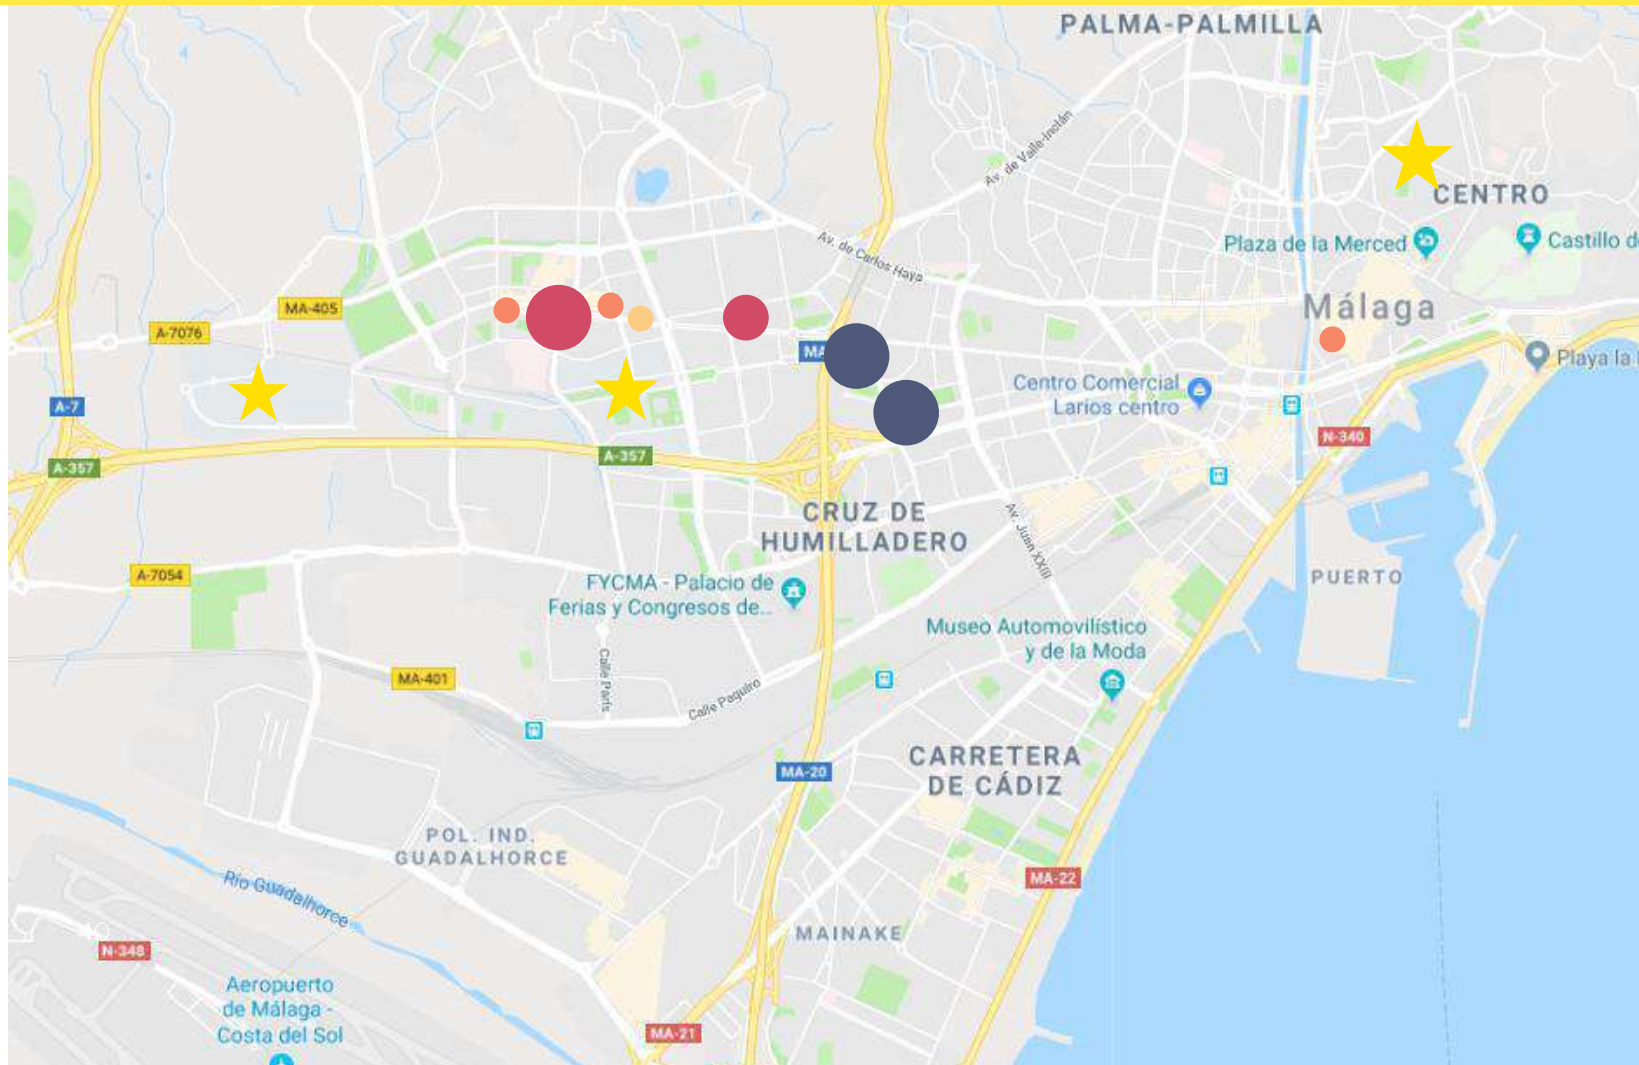 PALMA-PALMILLA
Av. de Valle-Inclán
CENTRO
Plaza de la Merced
Castillo d
Av. de Carlos Haya
MA-405
Málaga
A-7076
MA
Playa la
Centro Comercial
Larios centro
A-7
N-340
A-357
A-357
CRUZ DE
HUMILLADERO
Av. Juan XXIII
A-7054
FYCMA - Palacio de
Ferias y Congresos de...
PUERTO
Museo Automovilístico
y de la Moda
Calle París
MA-401
Calle Paquiro
CARRETERA
DE CÁDIZ
MA-20
POL. IND.
GUADALHORCE
Río Guadalhorce
MA-22
MAINAKE
N-348
Aeropuerto
de Málaga -
Costa del Sol
MA-21